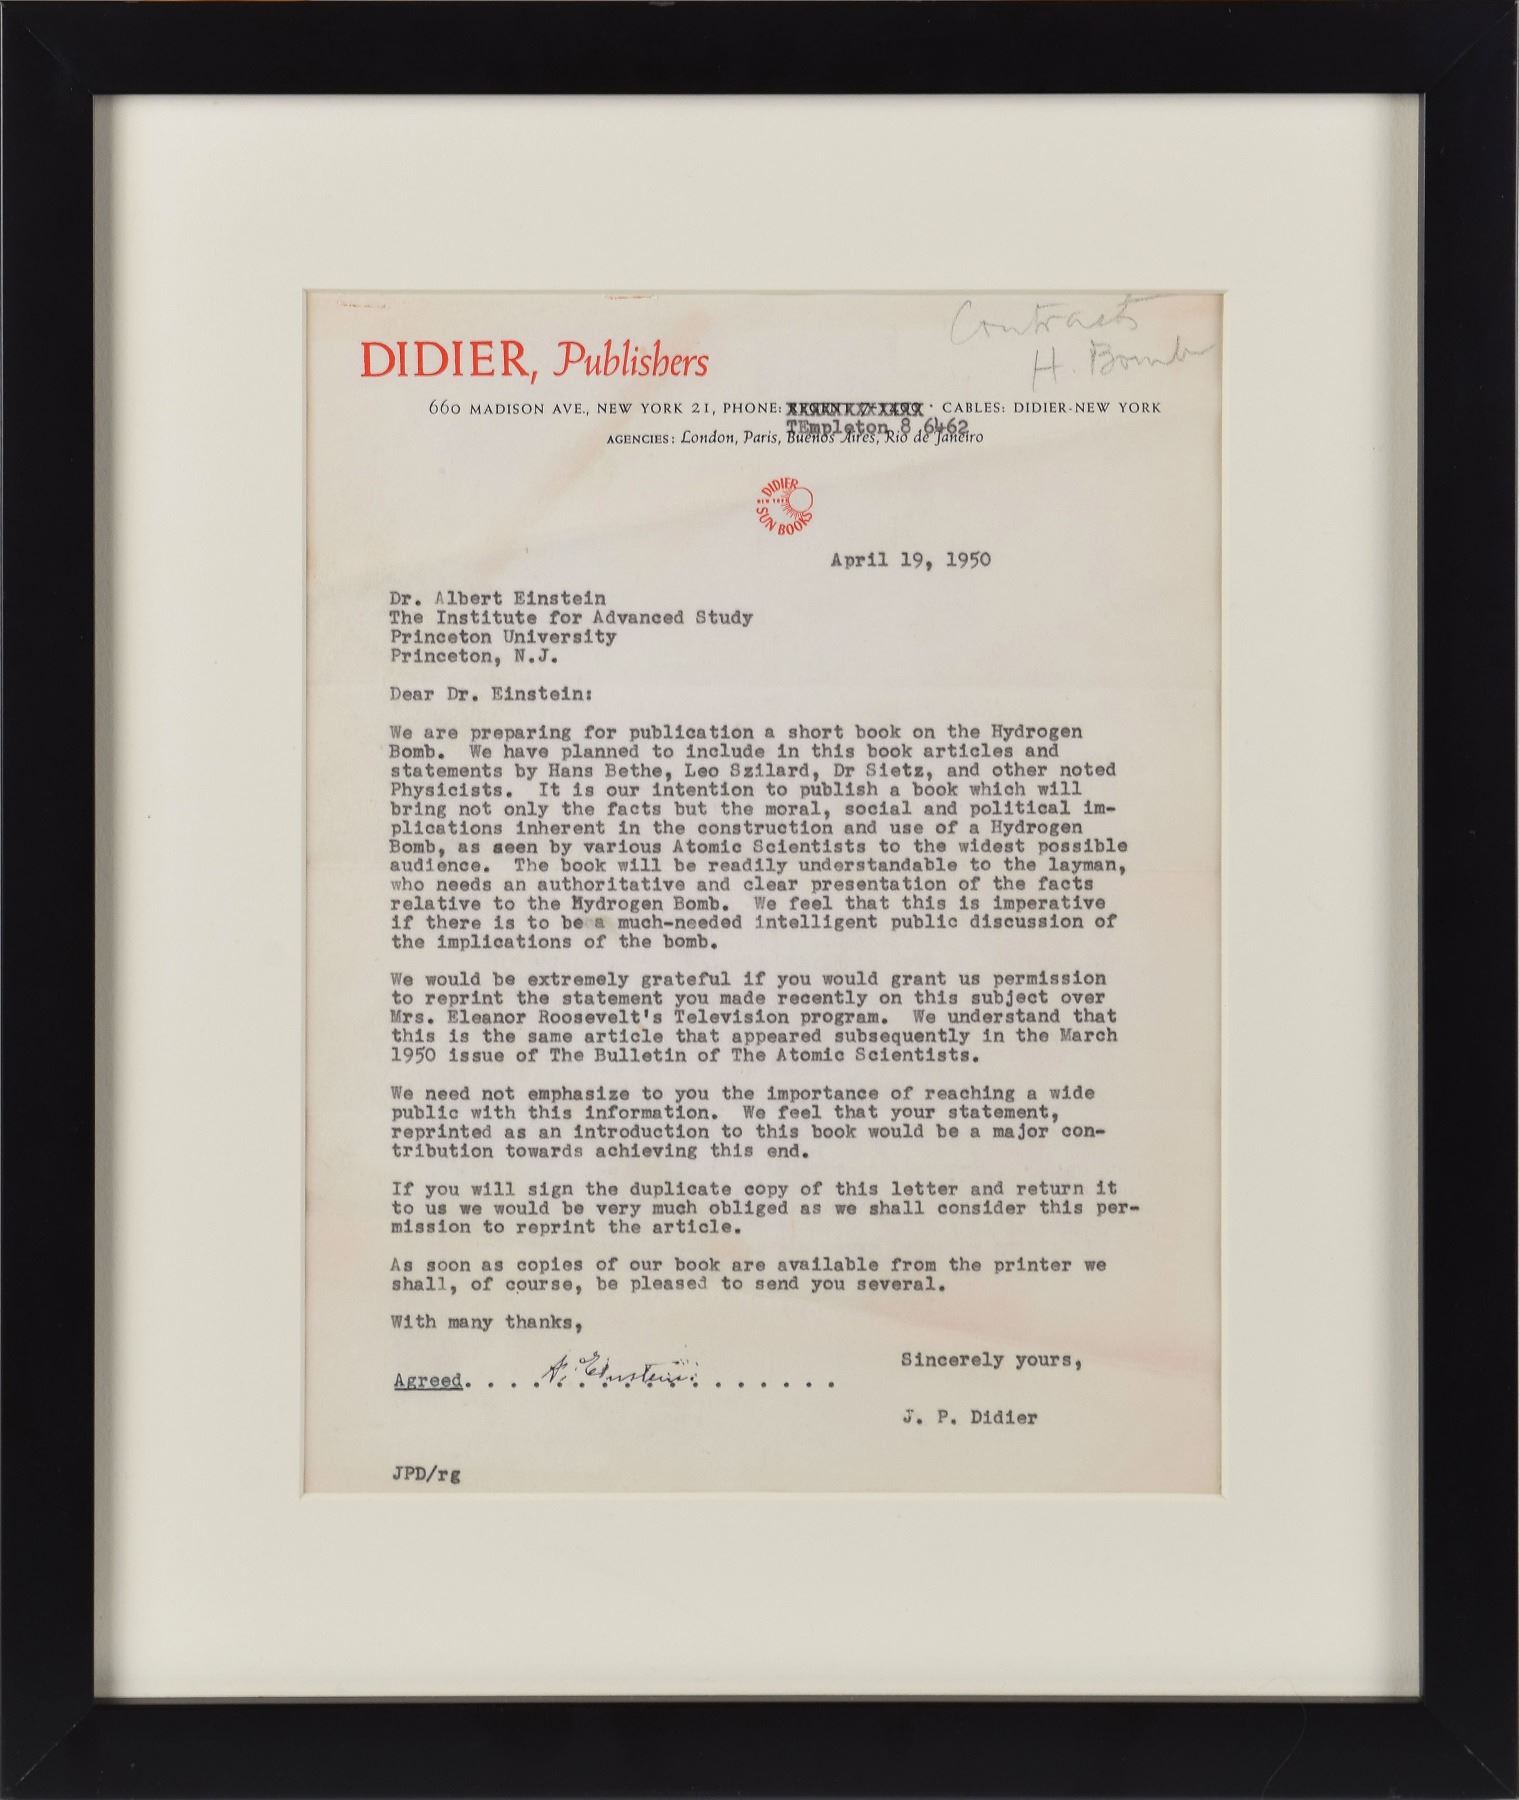 Contracts
H. Bomb
DIDIER, Publishers
660 MADISON AVE., NEW YORK 21, PHONE: REGENT 7-1499 · CABLES: DIDIER-NEW YORK
TEmpleton 8 6462
AGENCIES: London, Paris, Buenos Aires, Rio de Janeiro
DIDIER
NEW YORK
SUN BOOKS
April 19, 1950
Dr. Albert Einstein
The Institute for Advanced Study
Princeton University
Princeton, N.J.
Dear Dr. Einstein:
We are preparing for publication a short book on the Hydrogen
Bomb. We have planned to include in this book articles and
statements by Hans Bethe, Leo Szilard, Dr Sietz, and other noted
Physicists. It is our intention to publish a book which will
bring not only the facts but the moral, social and political im-
plications inherent in the construction and use of a Hydrogen
Bomb, as seen by various Atomic Scientists to the widest possible
audience. The book will be readily understandable to the layman,
who needs an authoritative and clear presentation of the facts
relative to the Hydrogen Bomb. We feel that this is imperative
if there is to be a much-needed intelligent public discussion of
the implications of the bomb.
We would be extremely grateful if you would grant us permission
to reprint the statement you made recently on this subject over
Mrs. Eleanor Roosevelt's Television program. We understand that
this is the same article that appeared subsequently in the March
1950 issue of The Bulletin of The Atomic Scientists.
We need not emphasize to you the importance of reaching a wide
public with this information. We feel that your statement,
reprinted as an introduction to this book would be a major con-
tribution towards achieving this end.
If you will sign the duplicate copy of this letter and return it
to us we would be very much obliged as we shall consider this per-
mission to reprint the article.
As soon as copies of our book are available from the printer we
shall, of course, be pleased to send you several.
With many thanks,
Sincerely yours,
Agreed. . . . A. Einstein. . . . . . .
J. P. Didier
JPD/rg